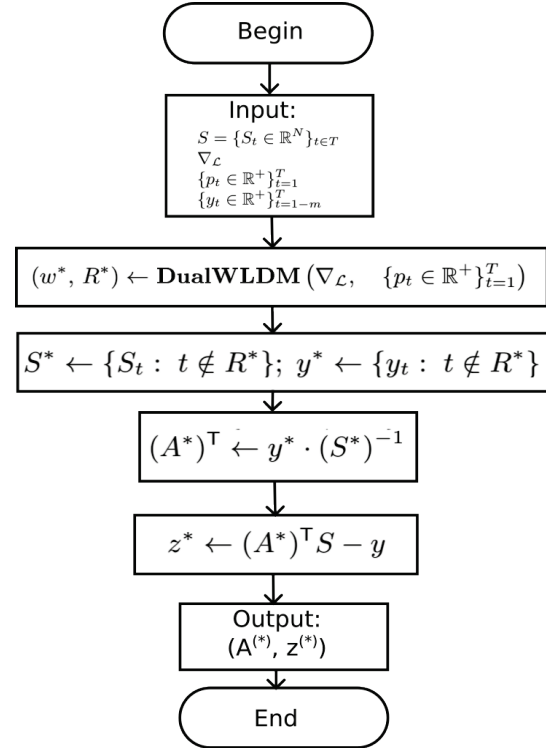 Begin
Input:
S = {S_t ∈ ℝ^N}_{t∈T}
∇_ℒ
{p_t ∈ ℝ^+}_{t=1}^T
{y_t ∈ ℝ^+}_{t=1−m}^T
(w*, R*) ← DualWLDM (∇_ℒ, {p_t ∈ ℝ^+}_{t=1}^T)
S* ← {S_t : t ∉ R*}; y* ← {y_t : t ∉ R*}
(A*)^⊤ ← y* · (S*)^{−1}
z* ← (A*)^⊤ S − y
Output:
(A^{(*)}, z^{(*)})
End